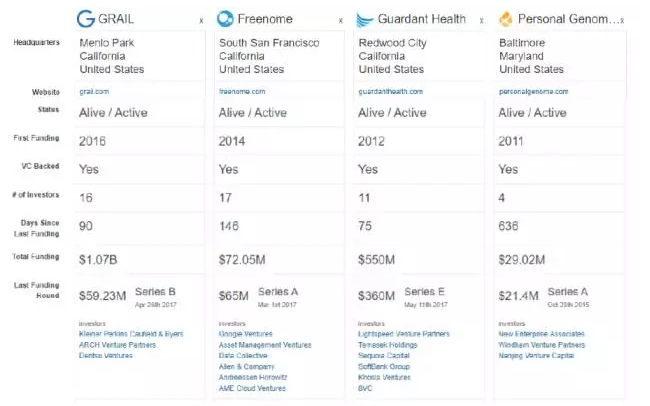 GRAIL x Freenome x Guardant Health x Personal Genom... x
Headquarters Menlo Park South San Francisco Redwood City Baltimore
California California California Maryland
United States United States United States United States
Website grail.com freenome.com guardanthealth.com personalgenome.com
Status Alive / Active Alive / Active Alive / Active Alive / Active
First Funding 2016 2014 2012 2011
VC Backed Yes Yes Yes Yes
# of Investors 16 17 11 4
Days Since
Last Funding 90 146 75 636
Total Funding $1.07B $72.05M $550M $29.02M
Last Funding
Round $59.23M Series B $65M Series A $360M Series E $21.4M Series A
Apr 26th 2017 Mar 1st 2017 May 11th 2017 Oct 28th 2015
Investors Investors Investors Investors
Kleiner Perkins Caufield & Byers Google Ventures Lightspeed Venture Partners New Enterprise Associates
ARCH Venture Partners Asset Management Ventures Temasek Holdings Windham Venture Partners
Dentsu Ventures Data Collective Sequoia Capital Nanjing Venture Capital
Allen & Company SoftBank Group
Andreessen Horowitz Khosla Ventures
AME Cloud Ventures